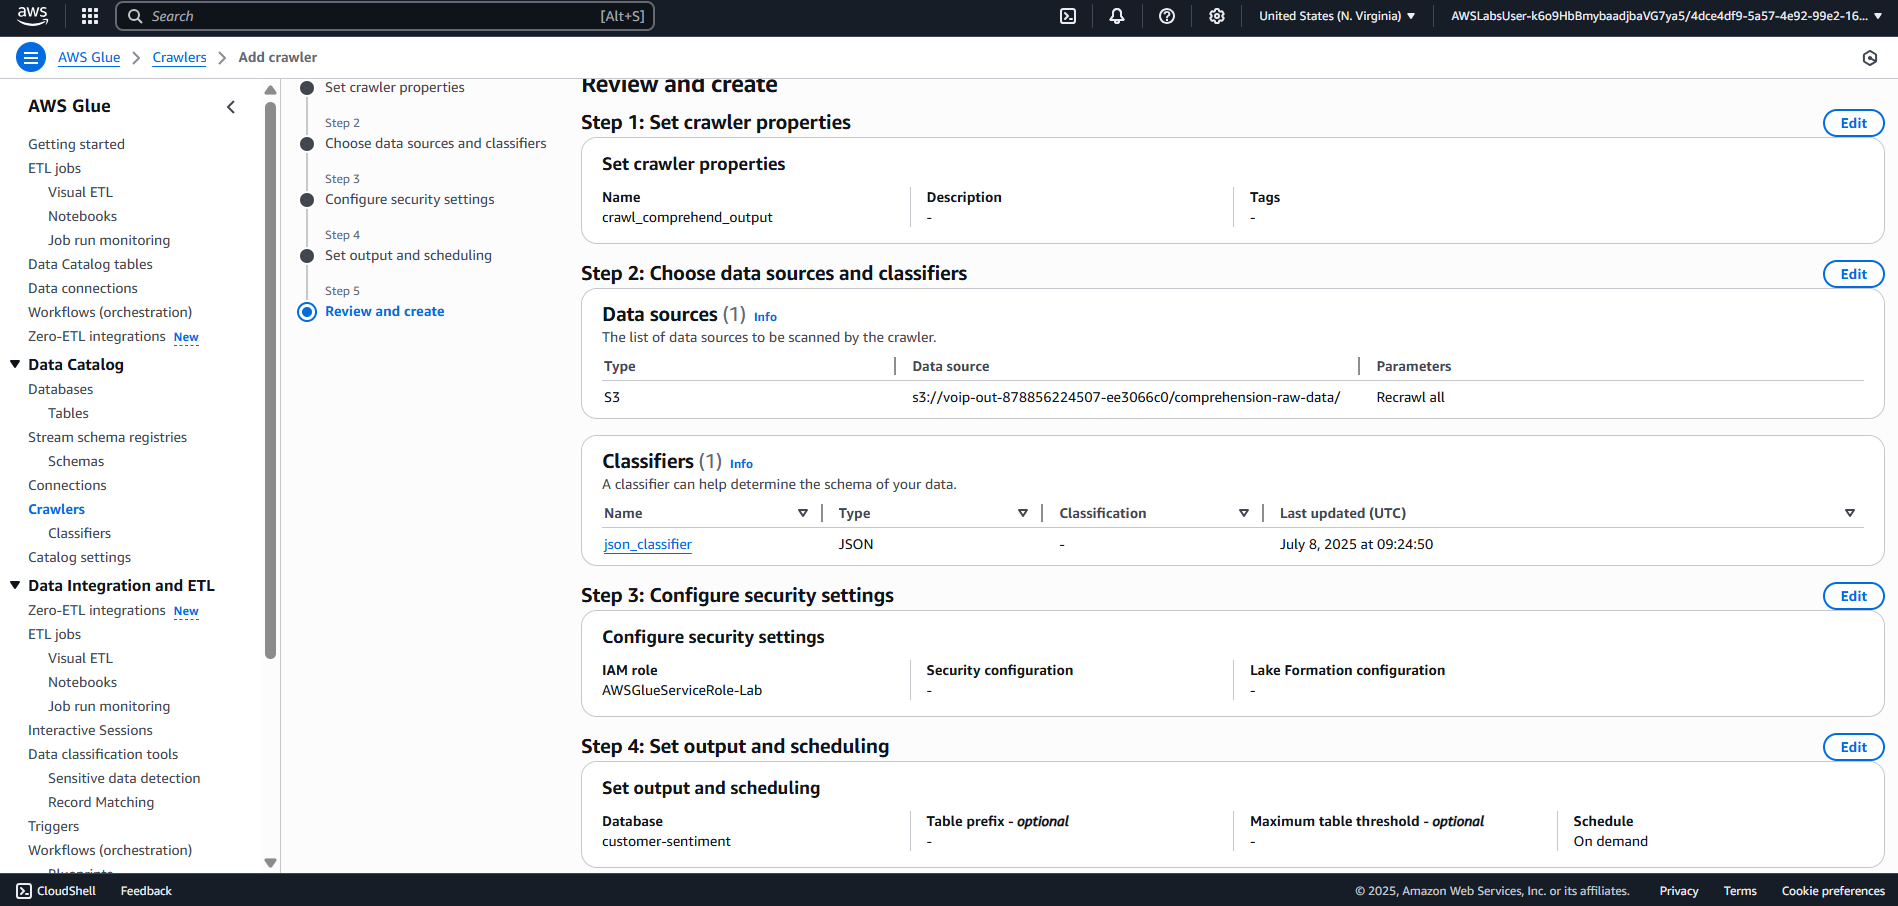 aws
Search
[Alt+S]
United States (N. Virginia)
AWSLabsUser-k6o9HbBmybaadjbaVG7ya5/4dce4df9-5a57-4e92-99e2-16...
AWS Glue
Crawlers
Add crawler
AWS Glue
Getting started
ETL jobs
Visual ETL
Notebooks
Job run monitoring
Data Catalog tables
Data connections
Workflows (orchestration)
Zero-ETL integrations New
Data Catalog
Databases
Tables
Stream schema registries
Schemas
Connections
Crawlers
Classifiers
Catalog settings
Data Integration and ETL
Zero-ETL integrations New
ETL jobs
Visual ETL
Notebooks
Job run monitoring
Interactive Sessions
Data classification tools
Sensitive data detection
Record Matching
Triggers
Workflows (orchestration)
Blueprints
Set crawler properties
Step 2
Choose data sources and classifiers
Step 3
Configure security settings
Step 4
Set output and scheduling
Step 5
Review and create
Review and create
Step 1: Set crawler properties
Edit
Set crawler properties
Name Description Tags
crawl_comprehend_output - -
Step 2: Choose data sources and classifiers
Edit
Data sources (1) Info
The list of data sources to be scanned by the crawler.
Type Data source Parameters
S3 s3://voip-out-878856224507-ee3066c0/comprehension-raw-data/ Recrawl all
Classifiers (1) Info
A classifier can help determine the schema of your data.
Name Type Classification Last updated (UTC)
json_classifier JSON - July 8, 2025 at 09:24:50
Step 3: Configure security settings
Edit
Configure security settings
IAM role Security configuration Lake Formation configuration
AWSGlueServiceRole-Lab - -
Step 4: Set output and scheduling
Edit
Set output and scheduling
Database Table prefix - optional Maximum table threshold - optional Schedule
customer-sentiment - - On demand
CloudShell Feedback
© 2025, Amazon Web Services, Inc. or its affiliates. Privacy Terms Cookie preferences